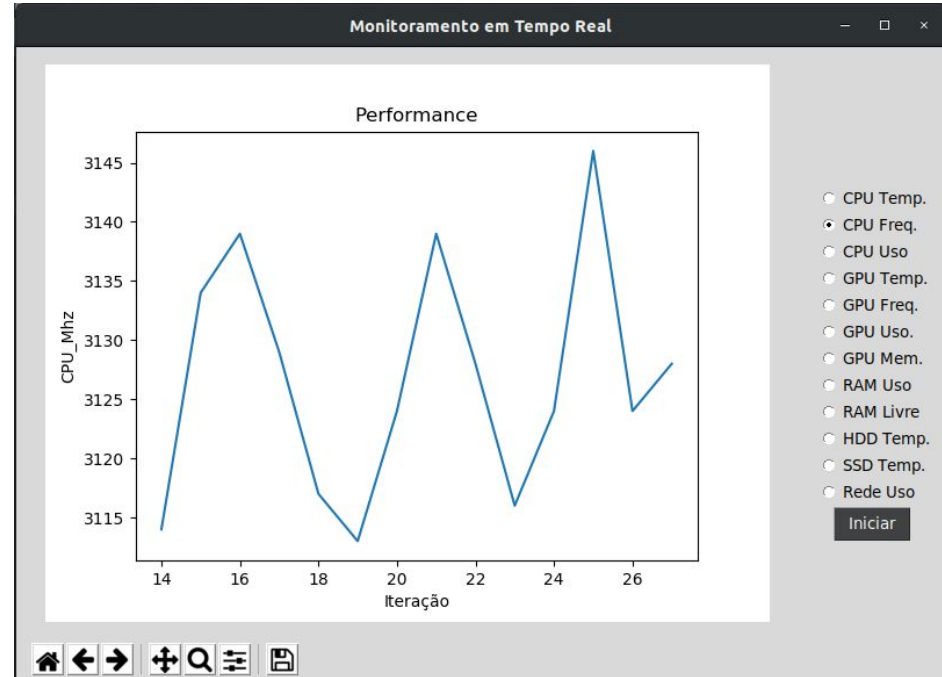 Monitoramento em Tempo Real
Performance
3145
3140
3135
3130
3125
3120
3115
CPU_Mhz
14 16 18 20 22 24 26
Iteração
CPU Temp.
CPU Freq.
CPU Uso
GPU Temp.
GPU Freq.
GPU Uso.
GPU Mem.
RAM Uso
RAM Livre
HDD Temp.
SSD Temp.
Rede Uso
Iniciar